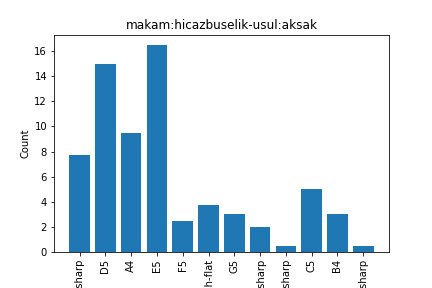 makam:hicazbuselik-usul:aksak
Count
16
14
12
10
8
6
4
2
0
sharp
D5
A4
E5
F5
h-flat
G5
sharp
sharp
C5
B4
sharp